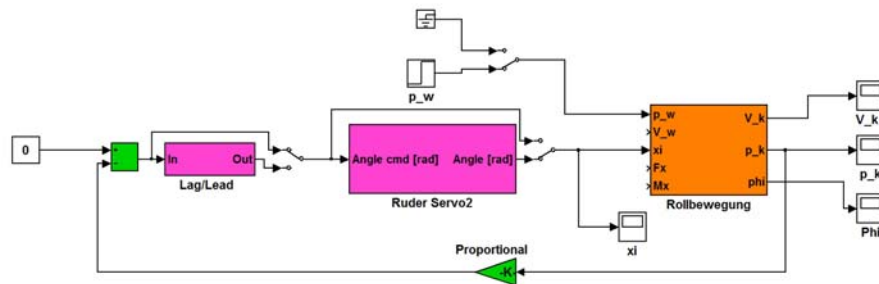 p_w
0
+
-
In
Out
Lag/Lead
Angle cmd [rad]
Angle [rad]
Ruder Servo2
p_w
V_w
xi
Fx
Mx
V_k
p_k
phi
Rollbewegung
V_k
p_k
Phi
xi
Proportional
-K-